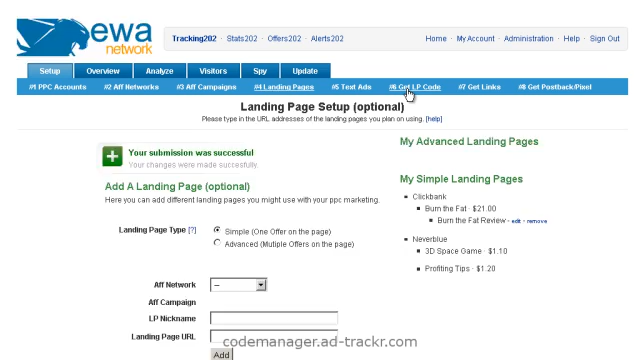 ewa
network
Tracking202 · Stats202 · Offers202 · Alerts202
Home · My Account · Administration · Help · Sign Out
Setup Overview Analyze Visitors Spy Update
#1 PPC Accounts #2 Aff Networks #3 Aff Campaigns #4 Landing Pages #5 Text Ads #6 Get LP Code #7 Get Links #8 Get Postback/Pixel
Landing Page Setup (optional)
Please type in the URL addresses of the landing pages you plan on using. [help]
Your submission was successful
Your changes were made succesfully.
Add A Landing Page (optional)
Here you can add different landing pages you might use with your ppc marketing.
Landing Page Type [?]
Simple (One Offer on the page)
Advanced (Mutiple Offers on the page)
Aff Network
--
Aff Campaign
LP Nickname
Landing Page URL
Add
My Advanced Landing Pages
My Simple Landing Pages
Clickbank
Burn the Fat · $21.00
Burn the Fat Review - edit - remove
Neverblue
3D Space Game · $1.10
Profiting Tips · $1.20
codemanager.ad-trackr.com